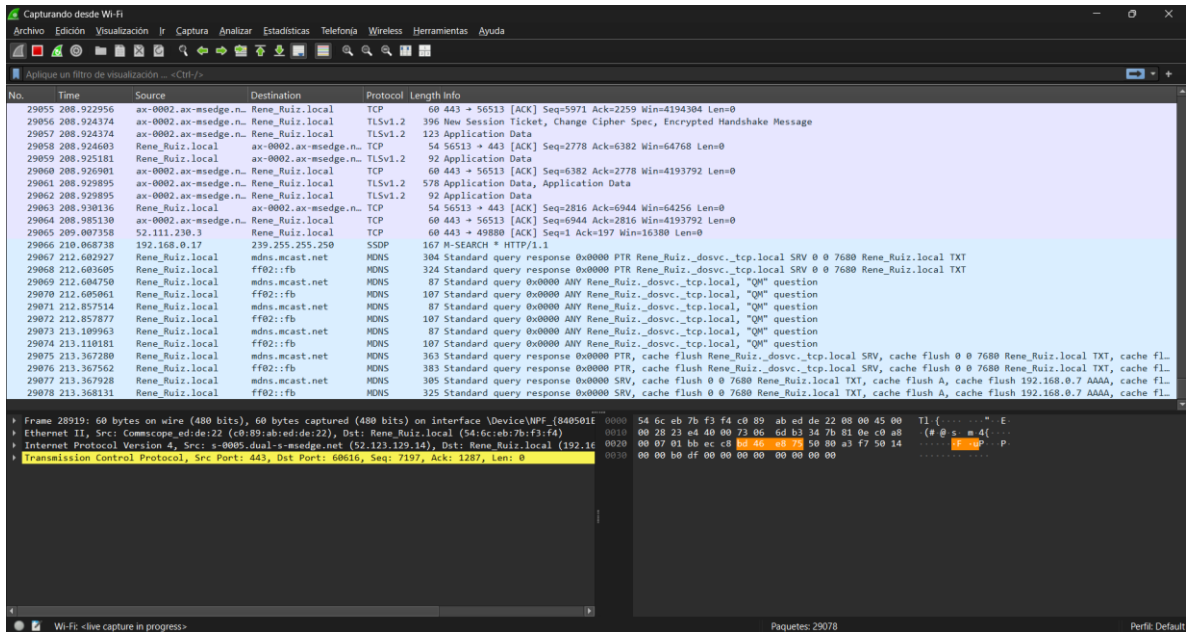 Capturando desde Wi-Fi
Archivo Edición Visualización Ir Captura Analizar Estadísticas Telefonía Wireless Herramientas Ayuda
Aplique un filtro de visualización ... <Ctrl-/>
No. Time Source Destination Protocol Length Info
29055 208.922956 ax-0002.ax-msedge.n… Rene_Ruiz.local TCP 60 443 → 56513 [ACK] Seq=5971 Ack=2259 Win=4194304 Len=0
29056 208.924374 ax-0002.ax-msedge.n… Rene_Ruiz.local TLSv1.2 396 New Session Ticket, Change Cipher Spec, Encrypted Handshake Message
29057 208.924374 ax-0002.ax-msedge.n… Rene_Ruiz.local TLSv1.2 123 Application Data
29058 208.924603 Rene_Ruiz.local ax-0002.ax-msedge.n… TCP 54 56513 → 443 [ACK] Seq=2778 Ack=6382 Win=64768 Len=0
29059 208.925181 Rene_Ruiz.local ax-0002.ax-msedge.n… TLSv1.2 92 Application Data
29060 208.926901 ax-0002.ax-msedge.n… Rene_Ruiz.local TCP 60 443 → 56513 [ACK] Seq=6382 Ack=2778 Win=4193792 Len=0
29061 208.929895 ax-0002.ax-msedge.n… Rene_Ruiz.local TLSv1.2 578 Application Data, Application Data
29062 208.929895 ax-0002.ax-msedge.n… Rene_Ruiz.local TLSv1.2 92 Application Data
29063 208.930136 Rene_Ruiz.local ax-0002.ax-msedge.n… TCP 54 56513 → 443 [ACK] Seq=2816 Ack=6944 Win=64256 Len=0
29064 208.985130 ax-0002.ax-msedge.n… Rene_Ruiz.local TCP 60 443 → 56513 [ACK] Seq=6944 Ack=2816 Win=4193792 Len=0
29065 209.007358 52.111.230.3 Rene_Ruiz.local TCP 60 443 → 49880 [ACK] Seq=1 Ack=197 Win=16380 Len=0
29066 210.068738 192.168.0.17 239.255.255.250 SSDP 167 M-SEARCH * HTTP/1.1
29067 212.602927 Rene_Ruiz.local mdns.mcast.net MDNS 304 Standard query response 0x0000 PTR Rene_Ruiz._dosvc._tcp.local SRV 0 0 7680 Rene_Ruiz.local TXT
29068 212.603605 Rene_Ruiz.local ff02::fb MDNS 324 Standard query response 0x0000 PTR Rene_Ruiz._dosvc._tcp.local SRV 0 0 7680 Rene_Ruiz.local TXT
29069 212.604750 Rene_Ruiz.local mdns.mcast.net MDNS 87 Standard query 0x0000 ANY Rene_Ruiz._dosvc._tcp.local, "QM" question
29070 212.605061 Rene_Ruiz.local ff02::fb MDNS 107 Standard query 0x0000 ANY Rene_Ruiz._dosvc._tcp.local, "QM" question
29071 212.857514 Rene_Ruiz.local mdns.mcast.net MDNS 87 Standard query 0x0000 ANY Rene_Ruiz._dosvc._tcp.local, "QM" question
29072 212.857877 Rene_Ruiz.local ff02::fb MDNS 107 Standard query 0x0000 ANY Rene_Ruiz._dosvc._tcp.local, "QM" question
29073 213.109963 Rene_Ruiz.local mdns.mcast.net MDNS 87 Standard query 0x0000 ANY Rene_Ruiz._dosvc._tcp.local, "QM" question
29074 213.110181 Rene_Ruiz.local ff02::fb MDNS 107 Standard query 0x0000 ANY Rene_Ruiz._dosvc._tcp.local, "QM" question
29075 213.367280 Rene_Ruiz.local mdns.mcast.net MDNS 363 Standard query response 0x0000 PTR, cache flush Rene_Ruiz._dosvc._tcp.local SRV, cache flush 0 0 7680 Rene_Ruiz.local TXT, cache fl…
29076 213.367562 Rene_Ruiz.local ff02::fb MDNS 383 Standard query response 0x0000 PTR, cache flush Rene_Ruiz._dosvc._tcp.local SRV, cache flush 0 0 7680 Rene_Ruiz.local TXT, cache fl…
29077 213.367928 Rene_Ruiz.local mdns.mcast.net MDNS 305 Standard query response 0x0000 SRV, cache flush 0 0 7680 Rene_Ruiz.local TXT, cache flush A, cache flush 192.168.0.7 AAAA, cache fl…
29078 213.368131 Rene_Ruiz.local ff02::fb MDNS 325 Standard query response 0x0000 SRV, cache flush 0 0 7680 Rene_Ruiz.local TXT, cache flush A, cache flush 192.168.0.7 AAAA, cache fl…
Frame 28919: 60 bytes on wire (480 bits), 60 bytes captured (480 bits) on interface \Device\NPF_{840501E
Ethernet II, Src: Commscope_ed:de:22 (c0:89:ab:ed:de:22), Dst: Rene_Ruiz.local (54:6c:eb:7b:f3:f4)
Internet Protocol Version 4, Src: s-0005.dual-s-msedge.net (52.123.129.14), Dst: Rene_Ruiz.local (192.16
Transmission Control Protocol, Src Port: 443, Dst Port: 60616, Seq: 7197, Ack: 1287, Len: 0
0000 54 6c eb 7b f3 f4 c0 89 ab ed de 22 08 00 45 00 Tl·{···· ···"··E·
0010 00 28 23 e4 40 00 73 06 6d b3 34 7b 81 0e c0 a8 ·(#·@·s· m·4{····
0020 00 07 01 bb ec c8 bd 46 e8 75 50 80 a3 f7 50 14 ·······F ·uP···P·
0030 00 00 b0 df 00 00 00 00 00 00 00 00 ········ ····
Wi-Fi: <live capture in progress>
Paquetes: 29078
Perfil: Default